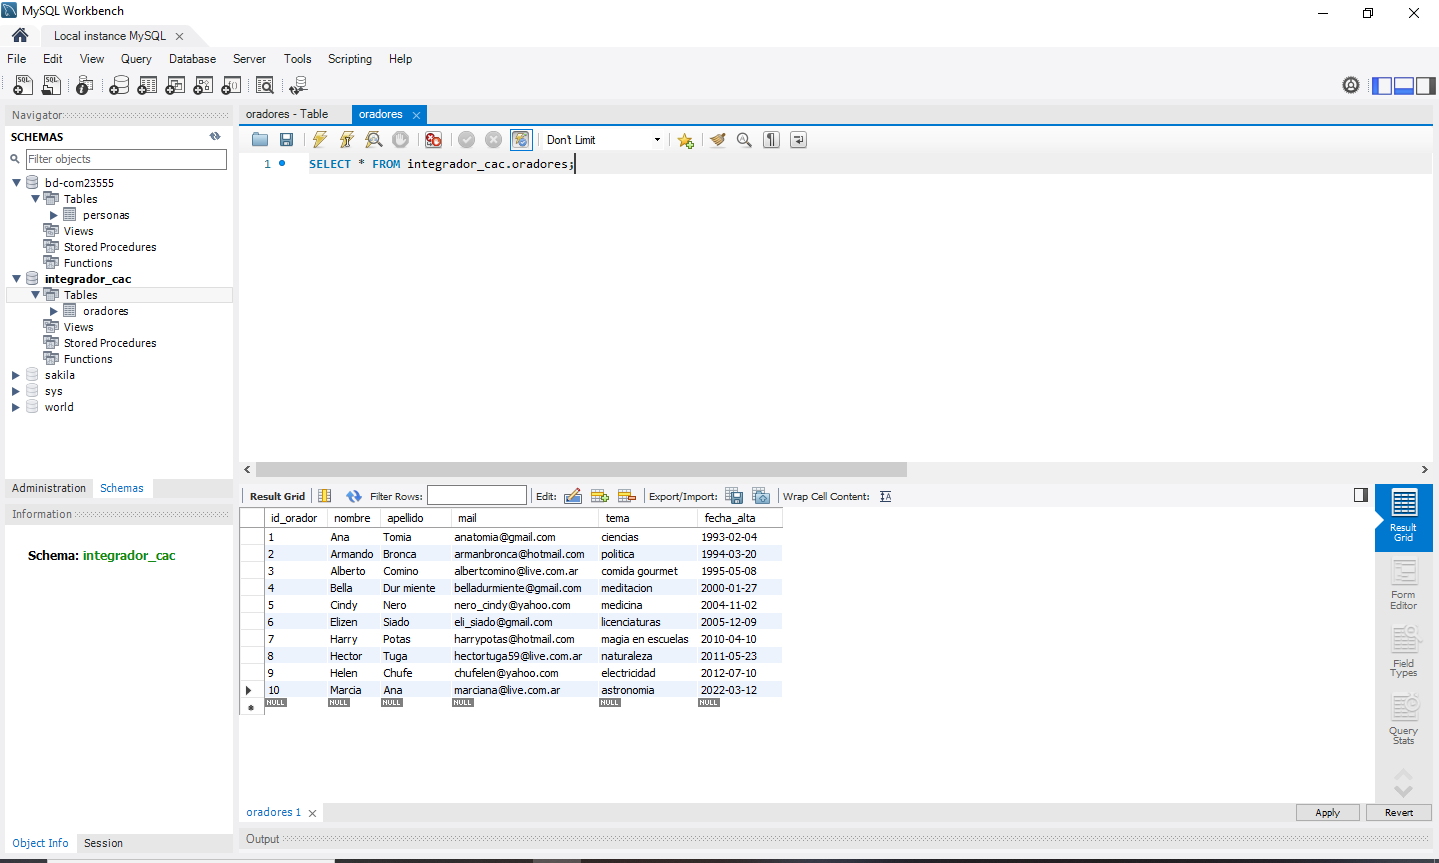 MySQL Workbench
Local instance MySQL
File Edit View Query Database Server Tools Scripting Help
Navigator
SCHEMAS
Filter objects
bd-com23555
Tables
personas
Views
Stored Procedures
Functions
integrador_cac
Tables
oradores
Views
Stored Procedures
Functions
sakila
sys
world
Administration Schemas
Information
Schema: integrador_cac
Object Info Session
oradores - Table oradores
Don't Limit
1 SELECT * FROM integrador_cac.oradores;
Result Grid Filter Rows: Edit: Export/Import: Wrap Cell Content:
id_orador nombre apellido mail tema fecha_alta
1 Ana Tomia anatomia@gmail.com ciencias 1993-02-04
2 Armando Bronca armanbronca@hotmail.com politica 1994-03-20
3 Alberto Comino albertcomino@live.com.ar comida gourmet 1995-05-08
4 Bella Dur miente belladurmiente@gmail.com meditacion 2000-01-27
5 Cindy Nero nero_cindy@yahoo.com medicina 2004-11-02
6 Elizen Siado eli_siado@gmail.com licenciaturas 2005-12-09
7 Harry Potas harrypotas@hotmail.com magia en escuelas 2010-04-10
8 Hector Tuga hectortuga59@live.com.ar naturaleza 2011-05-23
9 Helen Chufe chufelen@yahoo.com electricidad 2012-07-10
10 Marcia Ana marciana@live.com.ar astronomia 2022-03-12
NULL NULL NULL NULL NULL NULL
Result
Grid
Form
Editor
Field
Types
Query
Stats
oradores 1
Apply Revert
Output